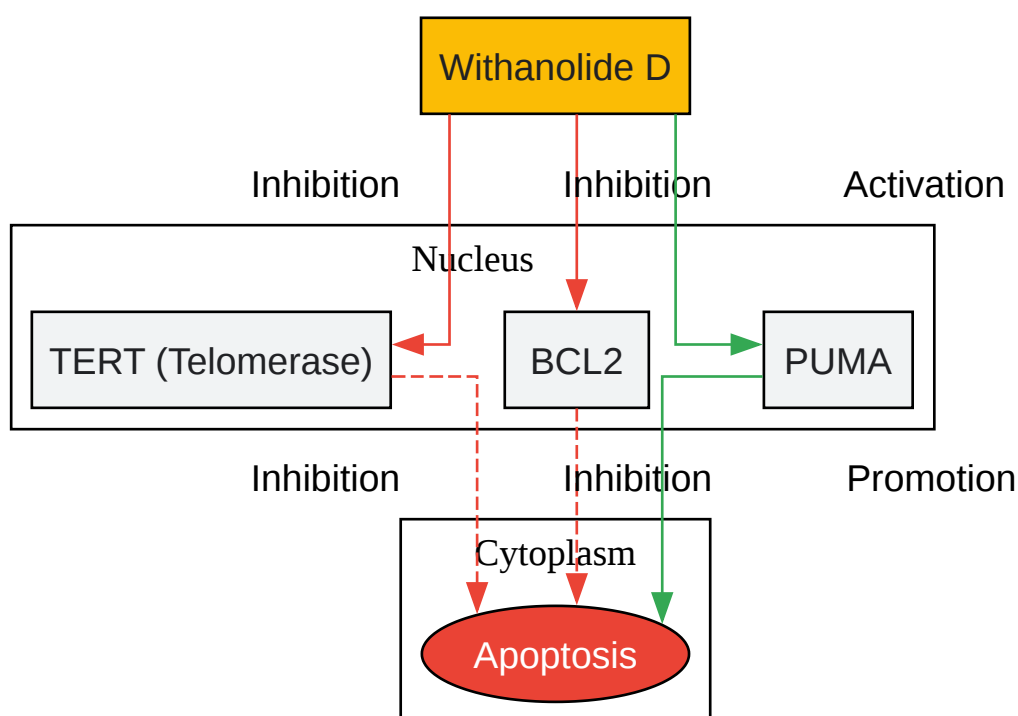 Withanolide D
Inhibition
Inhibition
Activation
Nucleus
TERT (Telomerase)
BCL2
PUMA
Inhibition
Inhibition
Promotion
Cytoplasm
Apoptosis